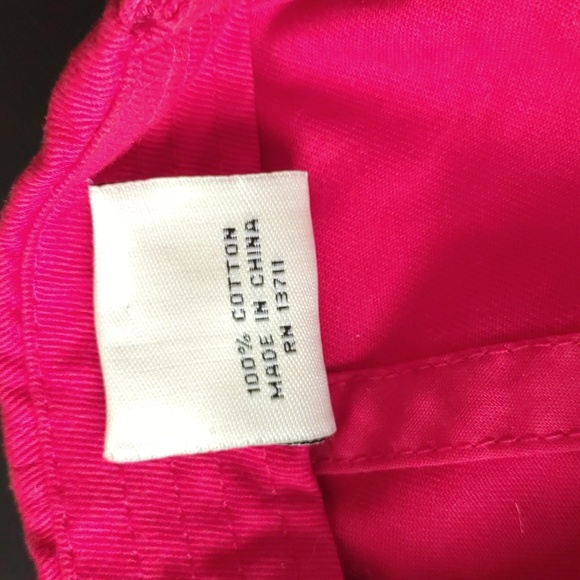 100% COTTON
MADE IN CHINA
RN 13711